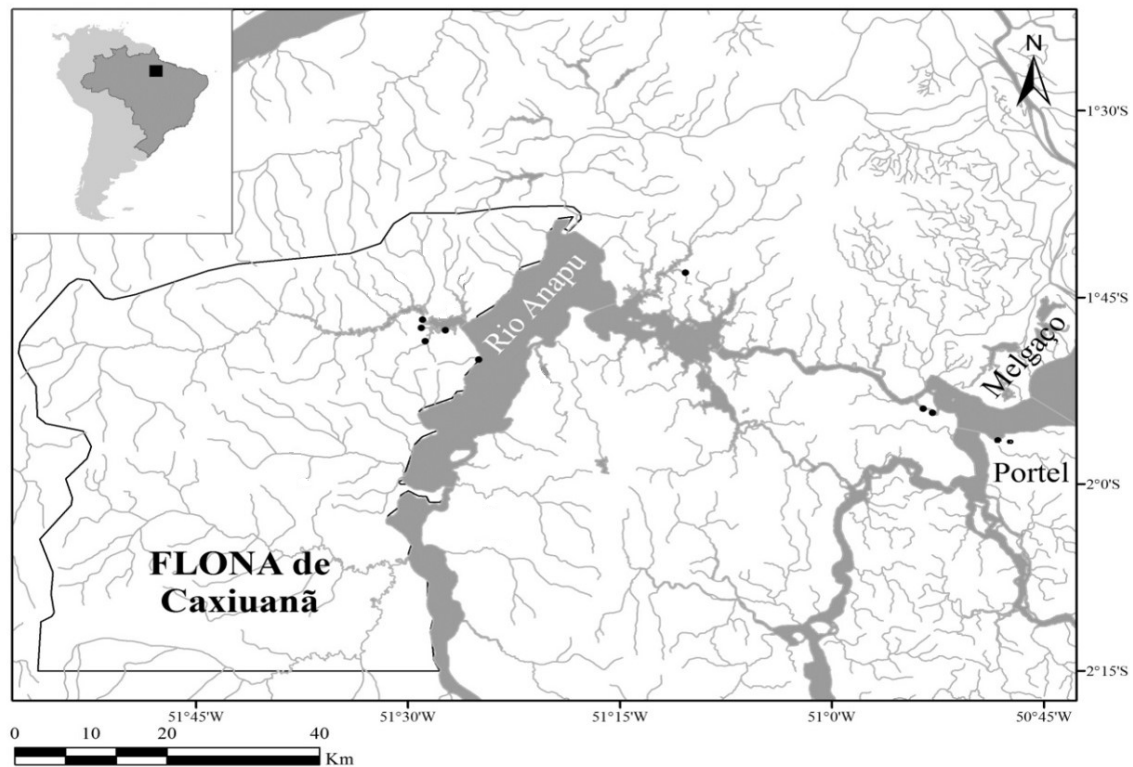 N
1°30'S
1°45'S
Rio Anapu
Melgaço
Portel
2°0'S
FLONA de
Caxiuanã
2°15'S
51°45'W 51°30'W 51°15'W 51°0'W 50°45'W
0 10 20 40
Km